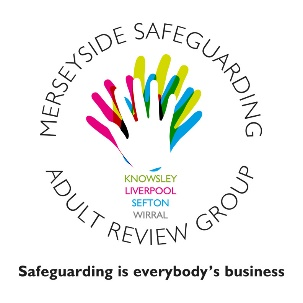 MERSEYSIDE SAFEGUARDING
ADULT REVIEW GROUP
KNOWSLEY
LIVERPOOL
SEFTON
WIRRAL
Safeguarding is everybody's business